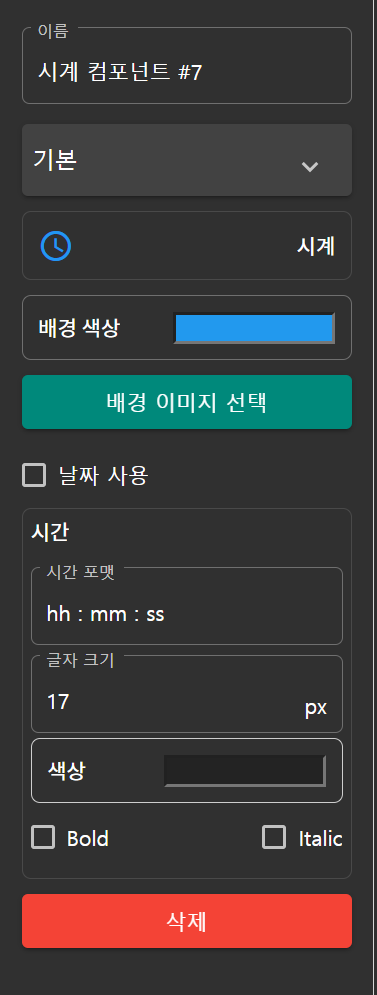 이름
시계 컴포넌트 #7
기본
시계
배경 색상
배경 이미지 선택
날짜 사용
시간
시간 포맷
hh : mm : ss
글자 크기
17 px
색상
Bold Italic
삭제